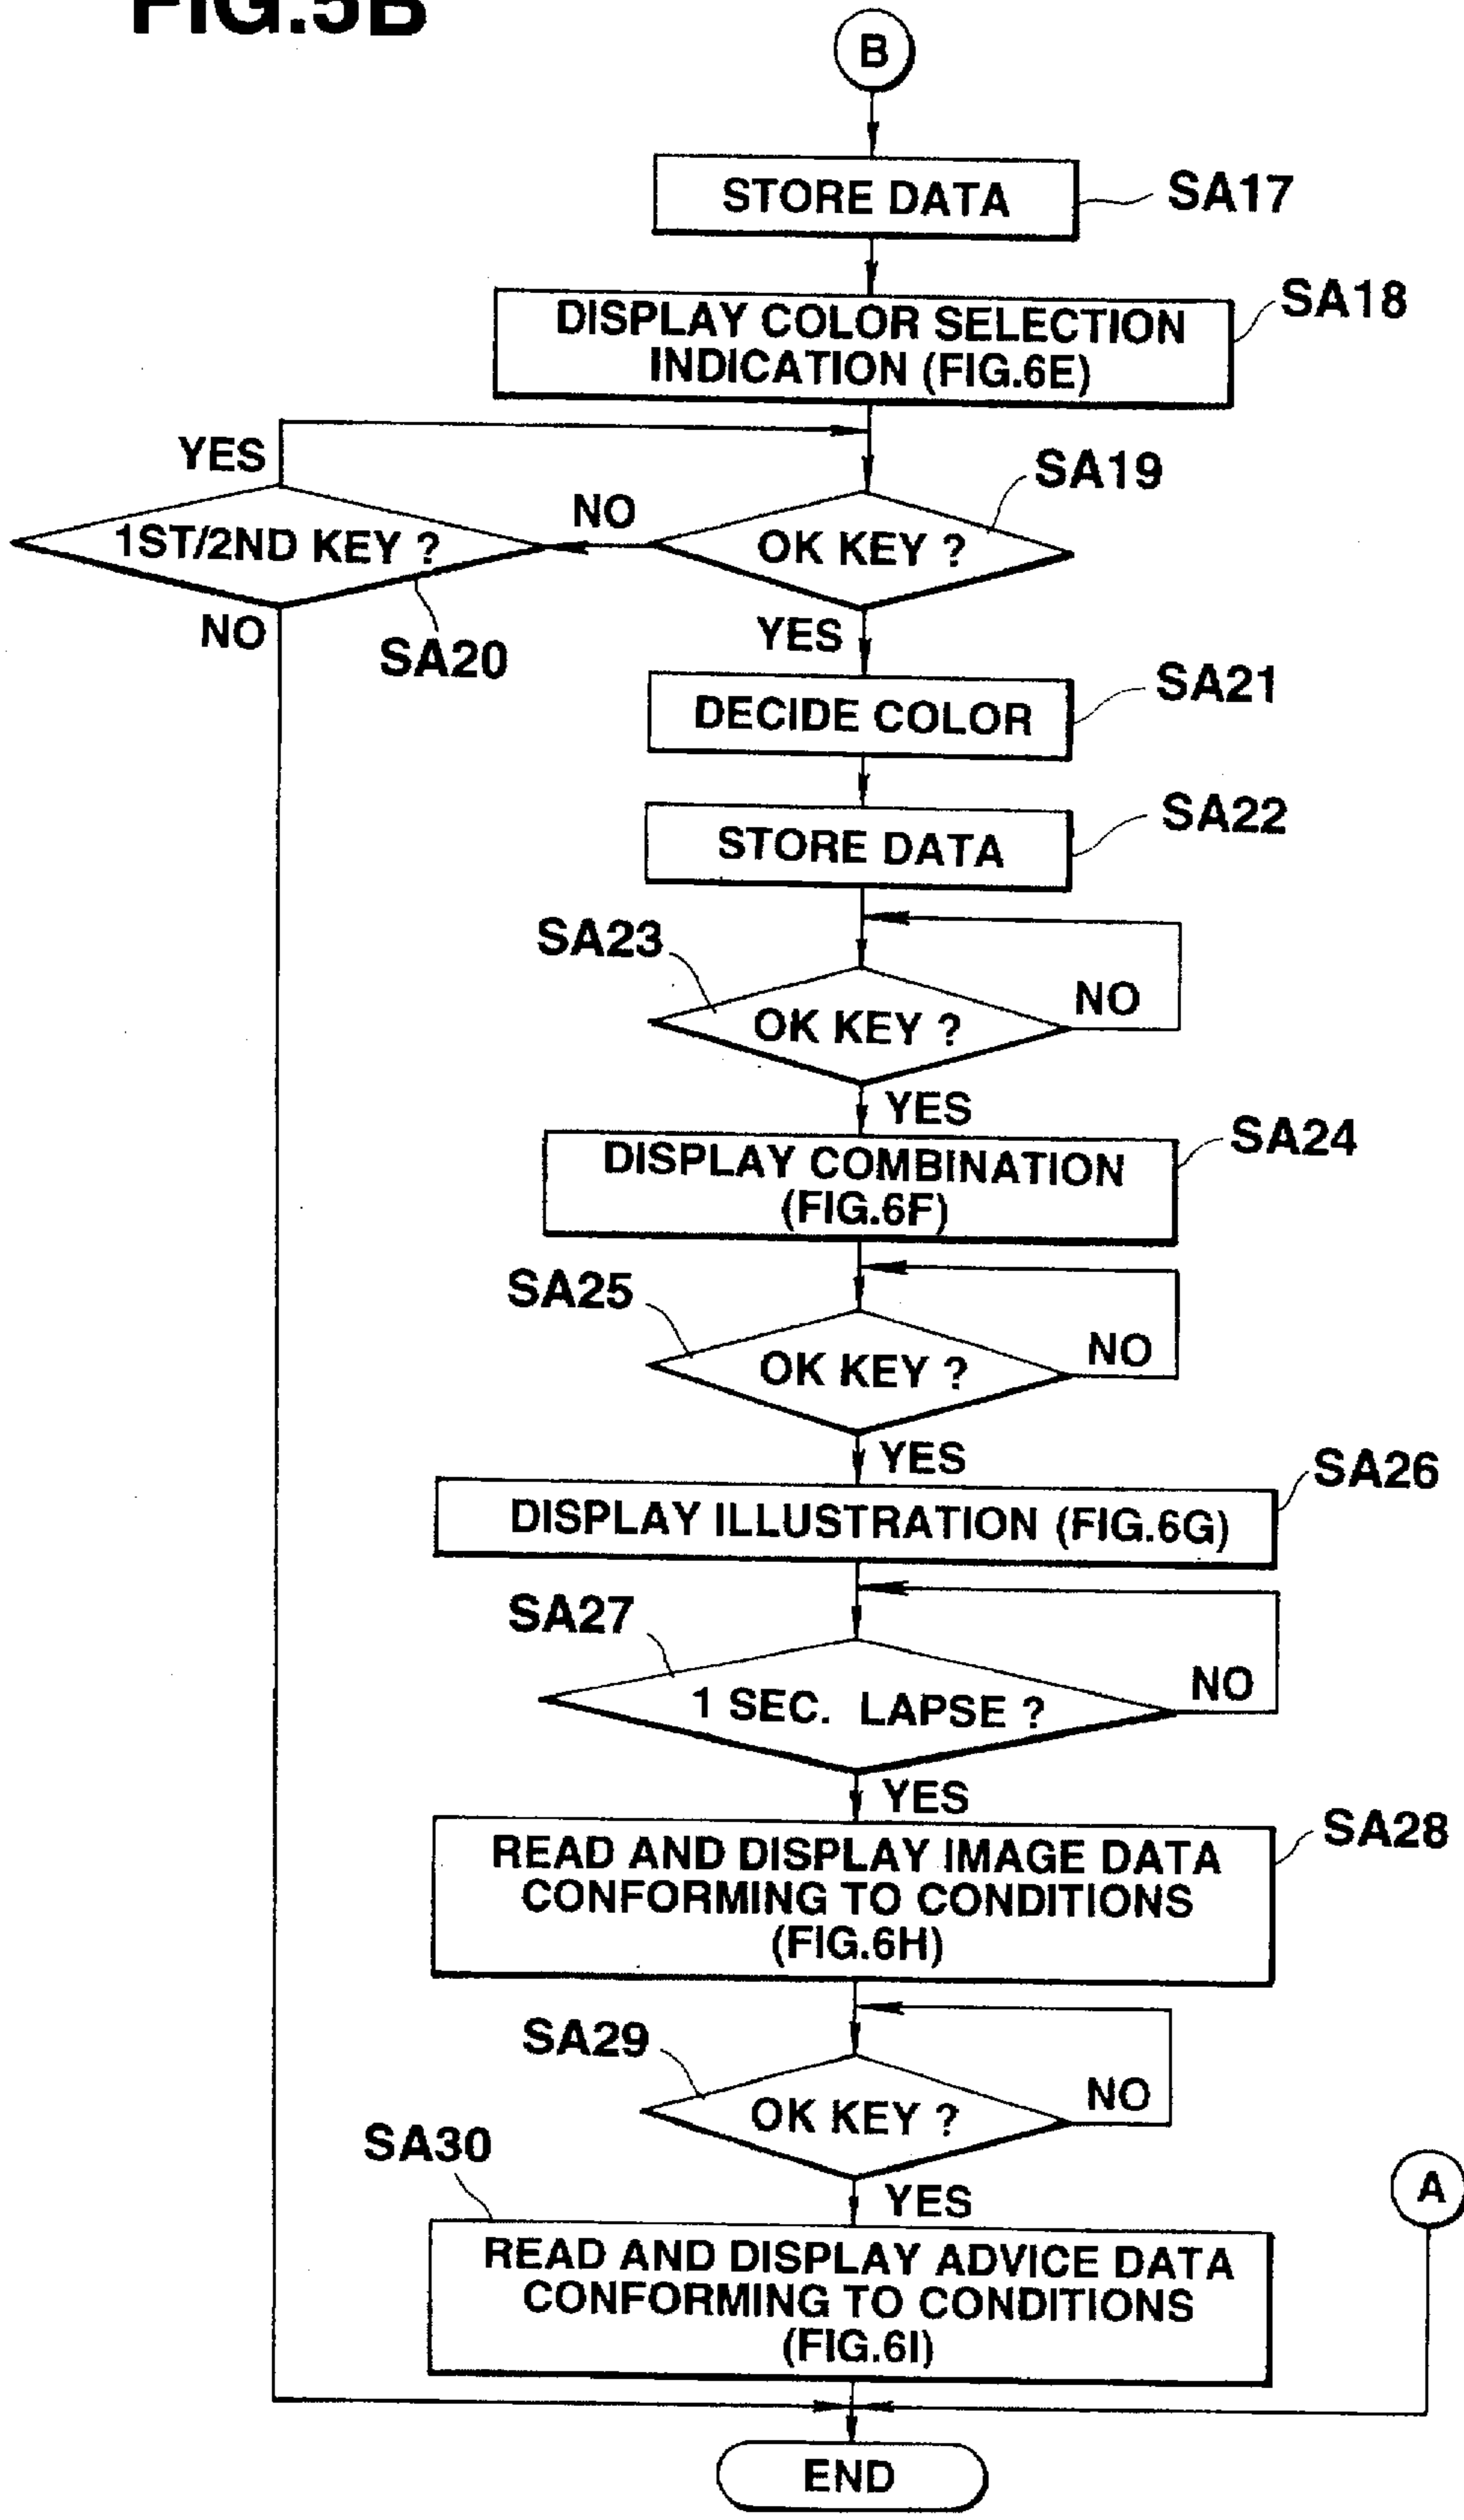 FIG.5B
B
STORE DATA
SA17
DISPLAY COLOR SELECTION
INDICATION (FIG.6E)
SA18
YES
1ST/2ND KEY ?
NO
OK KEY ?
SA19
NO
SA20
YES
DECIDE COLOR
SA21
STORE DATA
SA22
SA23
OK KEY ?
NO
YES
DISPLAY COMBINATION
(FIG.6F)
SA24
SA25
OK KEY ?
NO
YES
DISPLAY ILLUSTRATION (FIG.6G)
SA26
SA27
1 SEC. LAPSE ?
NO
YES
READ AND DISPLAY IMAGE DATA
CONFORMING TO CONDITIONS
(FIG.6H)
SA28
SA29
OK KEY ?
NO
SA30
YES
A
READ AND DISPLAY ADVICE DATA
CONFORMING TO CONDITIONS
(FIG.6I)
END